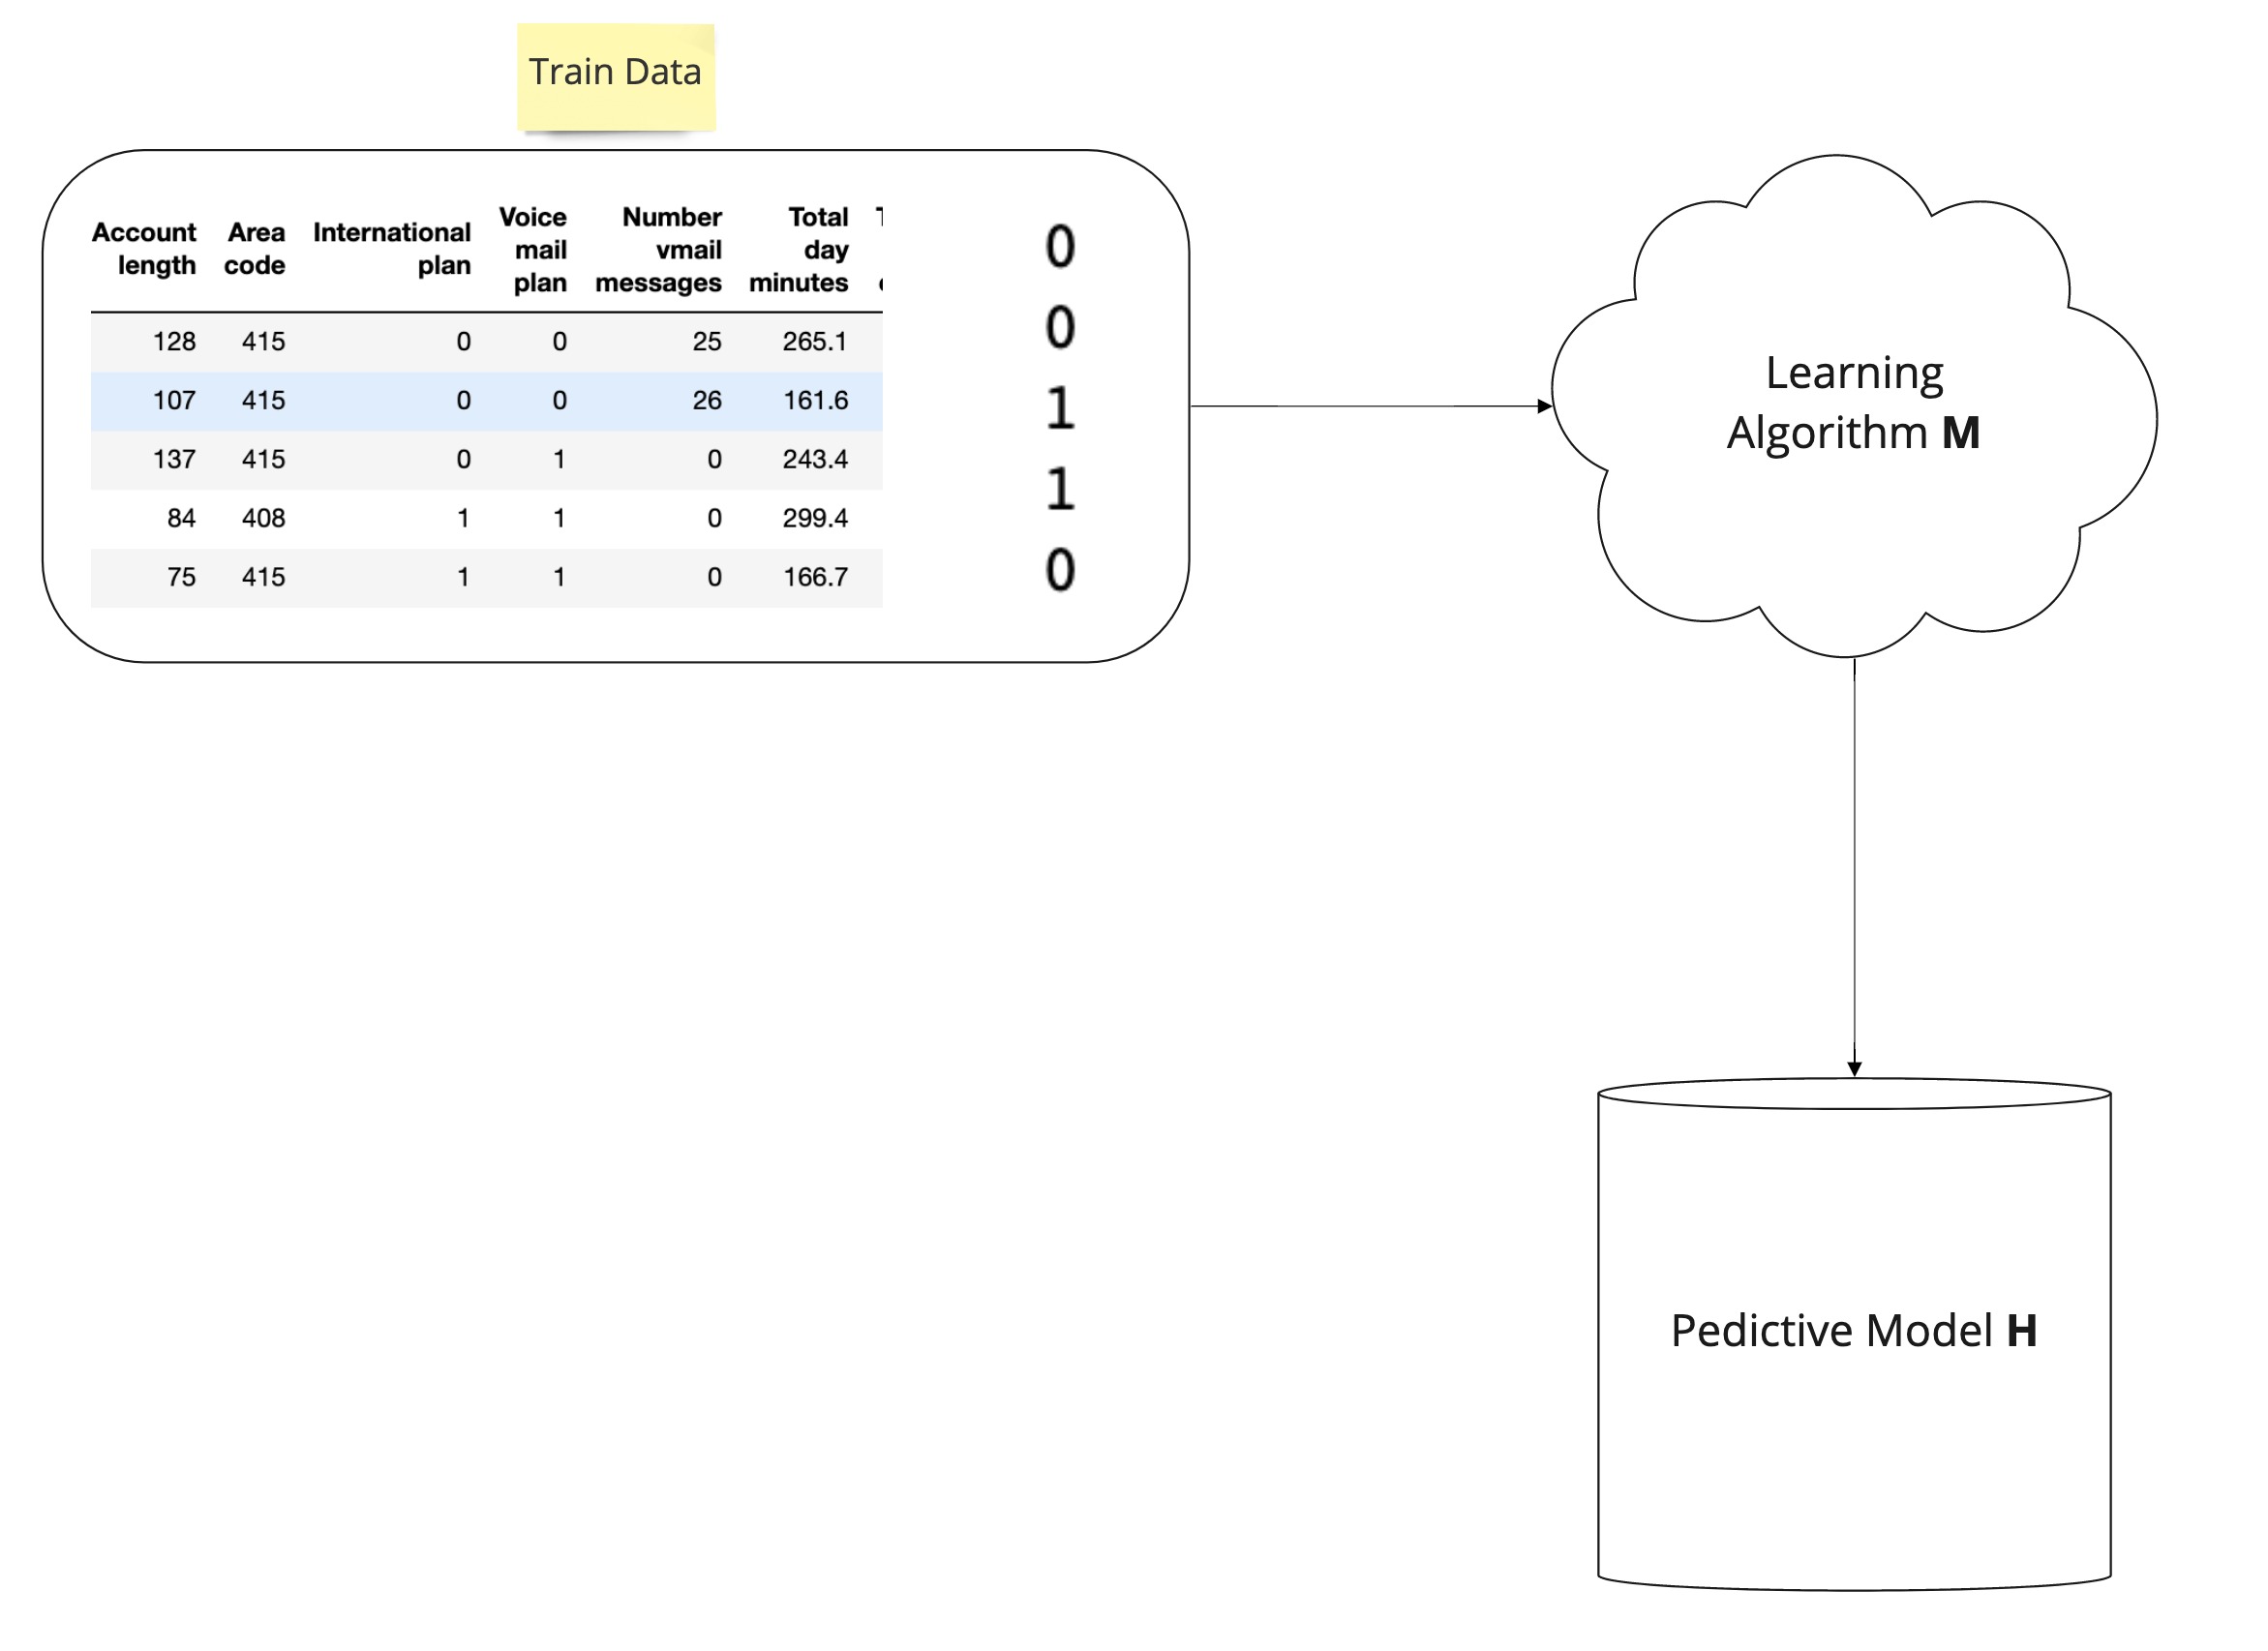 Train Data
Account length Area code International plan Voice mail plan Number vmail messages Total day minutes
128 415 0 0 25 265.1
107 415 0 0 26 161.6
137 415 0 1 0 243.4
84 408 1 1 0 299.4
75 415 1 1 0 166.7
0
0
1
1
0
Learning
Algorithm M
Pedictive Model H